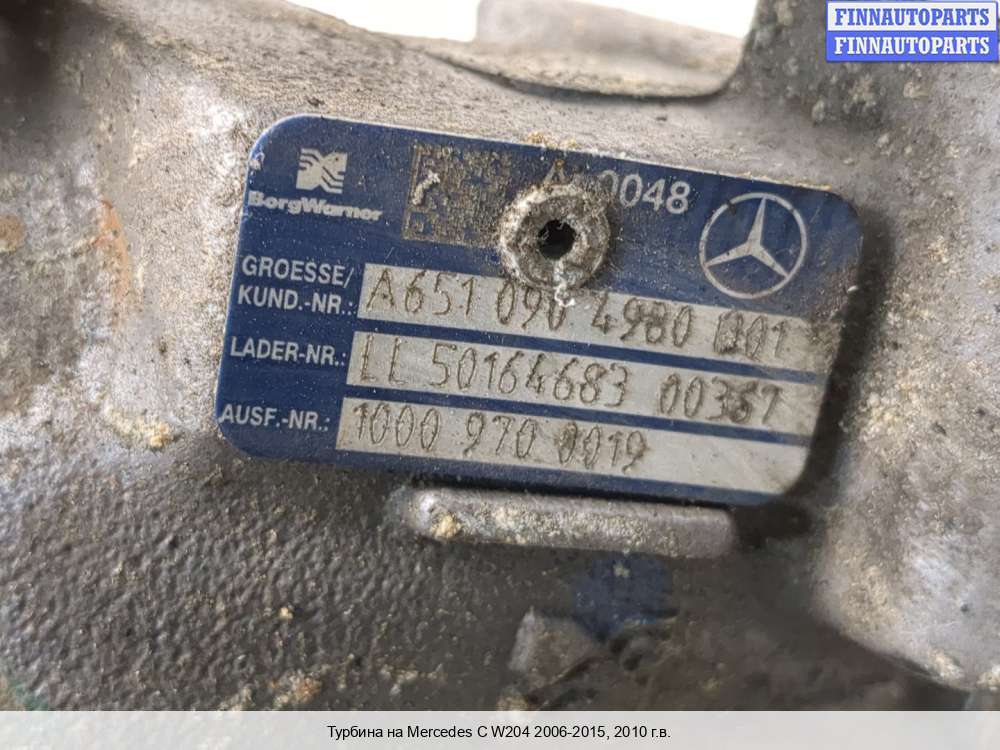 FINNAUTOPARTS
FINNAUTOPARTS
BorgWarner
0048
GROESSE/
KUND.-NR.: A651 090 4980 001
LADER-NR.: LL 50164683 00367
AUSF.-NR.: 1000 970 0019
Турбина на Mercedes C W204 2006-2015, 2010 г.в.